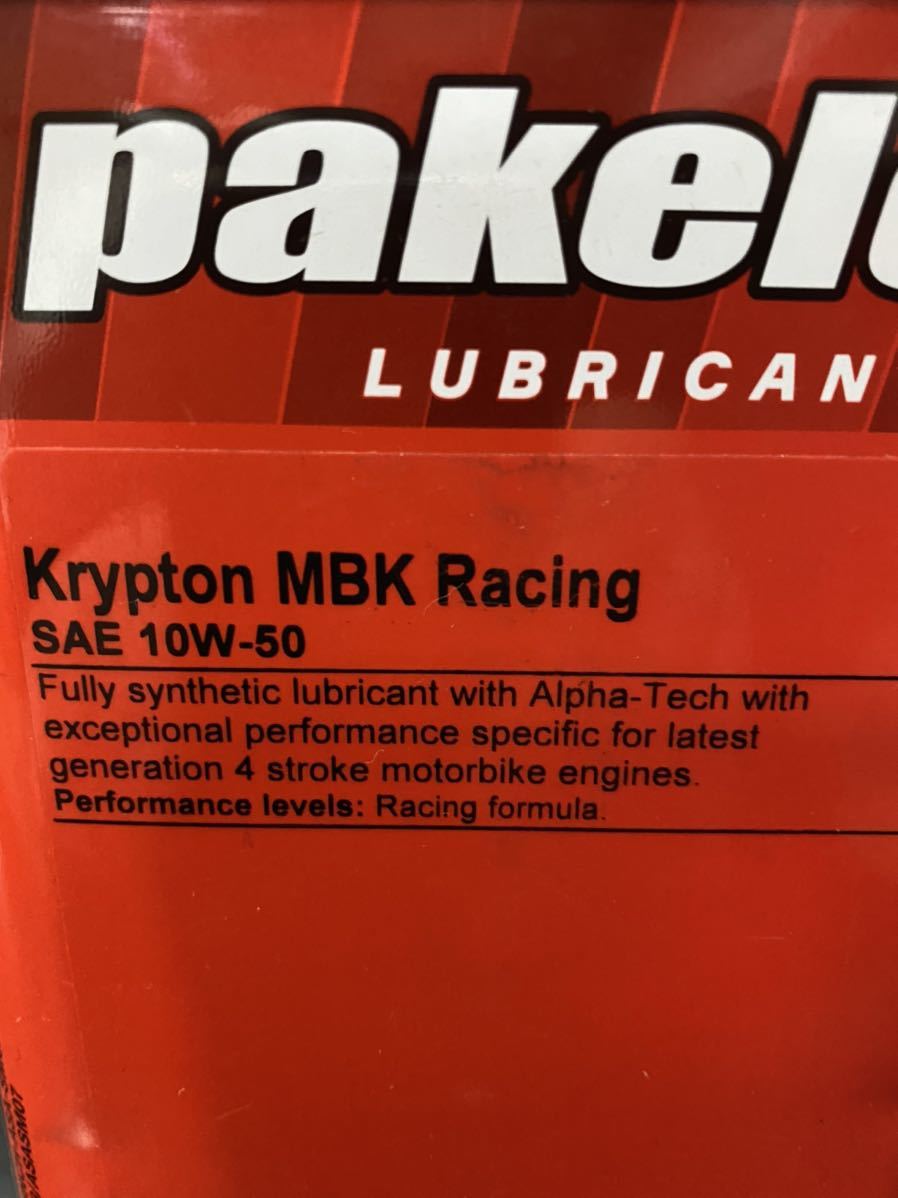 pakel
LUBRICAN
Krypton MBK Racing
SAE 10W-50
Fully synthetic lubricant with Alpha-Tech with
exceptional performance specific for latest
generation 4 stroke motorbike engines.
Performance levels: Racing formula.